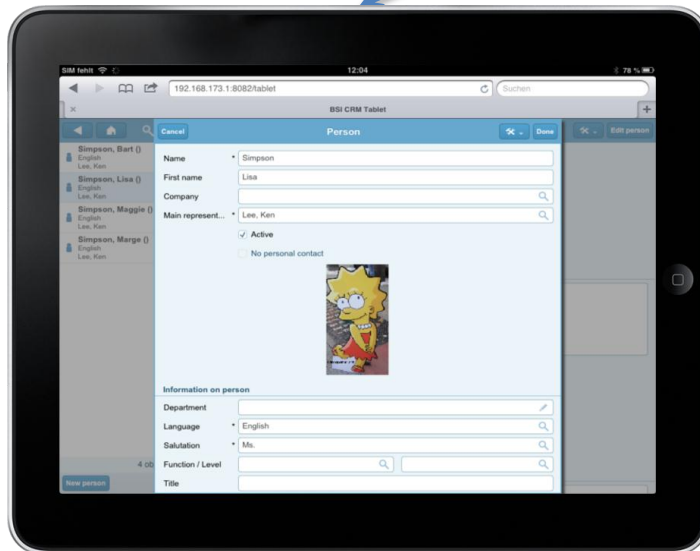 SIM fehlt 12:04 78 %
192.168.173.1:8082/tablet Suchen
BSI CRM Tablet
Cancel Person Done Edit person
Simpson, Bart ()
English
Lee, Ken
Simpson, Lisa ()
English
Lee, Ken
Simpson, Maggie ()
English
Lee, Ken
Simpson, Marge ()
English
Lee, Ken
4 ob
New person
Name * Simpson
First name Lisa
Company
Main represent... * Lee, Ken
Active
No personal contact
Information on person
Department
Language * English
Salutation * Ms.
Function / Level
Title